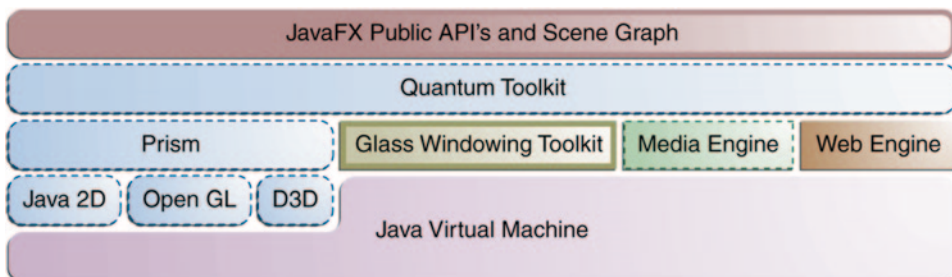 JavaFX Public API's and Scene Graph
Quantum Toolkit
Prism
Glass Windowing Toolkit
Media Engine
Web Engine
Java 2D
Open GL
D3D
Java Virtual Machine